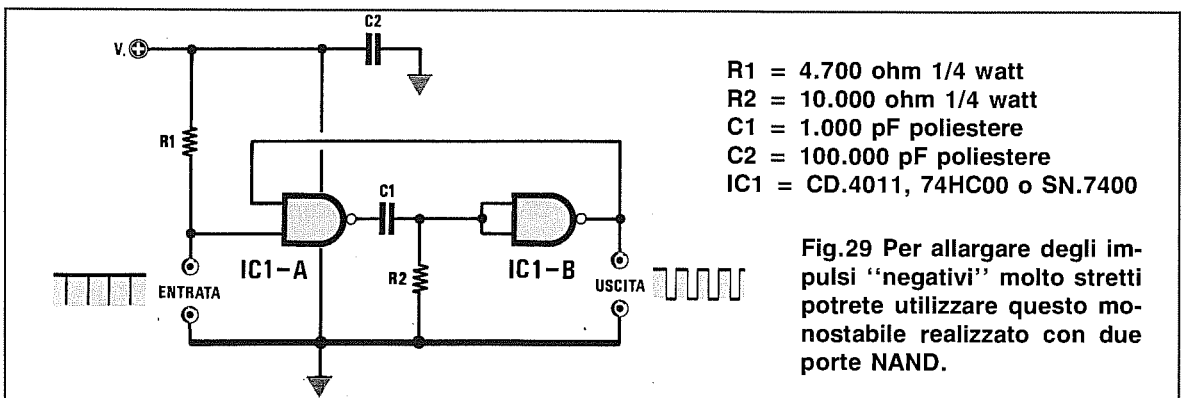 C2
V.
R1
C1
IC1-A
R2
IC1-B
ENTRATA
USCITA
R1 = 4.700 ohm 1/4 watt
R2 = 10.000 ohm 1/4 watt
C1 = 1.000 pF poliestere
C2 = 100.000 pF poliestere
IC1 = CD.4011, 74HC00 o SN.7400
Fig.29 Per allargare degli im-
pulsi ‘‘negativi’’ molto stretti
potrete utilizzare questo mo-
nostabile realizzato con due
porte NAND.